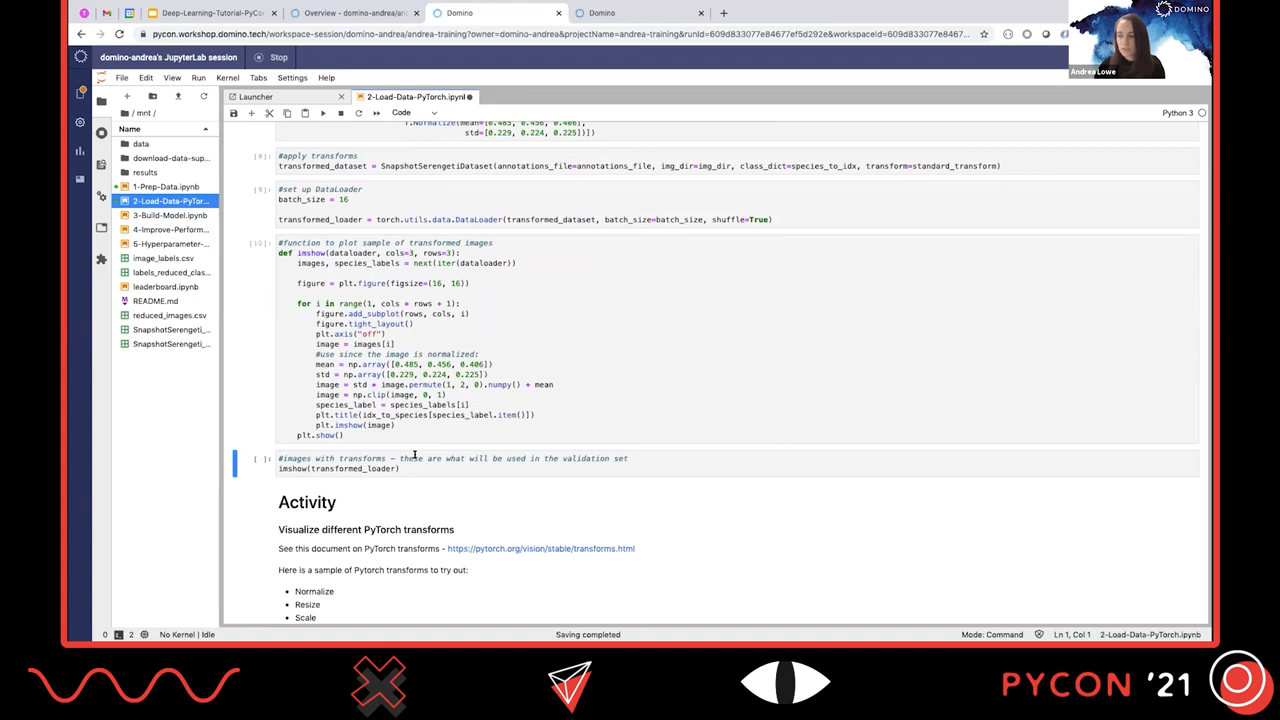 Deep-Learning-Tutorial-PyCon
Overview - domino-andrea/an
Domino
Domino
pycon.workshop.domino.tech/workspace-session/domino-andrea/andrea-training?owner=domino-andrea&projectName=andrea-training&runId=609d833077e84677ef5d292e&workspaceId=609d833077e8467...
DOMINO
Andrea Lowe
domino-andrea's JupyterLab session
Stop
File Edit View Run Kernel Tabs Settings Help
Launcher
2-Load-Data-PyTorch.ipynb
/ mnt /
Code
Python 3
Name
data
download-data-sup...
results
1-Prep-Data.ipynb
2-Load-Data-PyTor...
3-Build-Model.ipynb
4-Improve-Perform...
5-Hyperparameter-...
image_labels.csv
labels_reduced_clas...
leaderboard.ipynb
README.md
reduced_images.csv
SnapshotSerengeti_...
SnapshotSerengeti_...
T.Normalize(mean=[0.485, 0.456, 0.406],
std=[0.229, 0.224, 0.225])])
[8]:
#apply transforms
transformed_dataset = SnapshotSerengetiDataset(annotations_file=annotations_file, img_dir=img_dir, class_dict=species_to_idx, transform=standard_transform)
[9]:
#set up DataLoader
batch_size = 16
transformed_loader = torch.utils.data.DataLoader(transformed_dataset, batch_size=batch_size, shuffle=True)
[10]:
#function to plot sample of transformed images
def imshow(dataloader, cols=3, rows=3):
images, species_labels = next(iter(dataloader))
figure = plt.figure(figsize=(16, 16))
for i in range(1, cols * rows + 1):
figure.add_subplot(rows, cols, i)
figure.tight_layout()
plt.axis("off")
image = images[i]
#use since the image is normalized:
mean = np.array([0.485, 0.456, 0.406])
std = np.array([0.229, 0.224, 0.225])
image = std * image.permute(1, 2, 0).numpy() + mean
image = np.clip(image, 0, 1)
species_label = species_labels[i]
plt.title(idx_to_species[species_label.item()])
plt.imshow(image)
plt.show()
[ ]:
#images with transforms – these are what will be used in the validation set
imshow(transformed_loader)
Activity
Visualize different PyTorch transforms
See this document on PyTorch transforms - https://pytorch.org/vision/stable/transforms.html
Here is a sample of Pytorch transforms to try out:
• Normalize
• Resize
• Scale
0 2 No Kernel | Idle
Saving completed
Mode: Command
Ln 1, Col 1
2-Load-Data-PyTorch.ipynb
PYCON '21